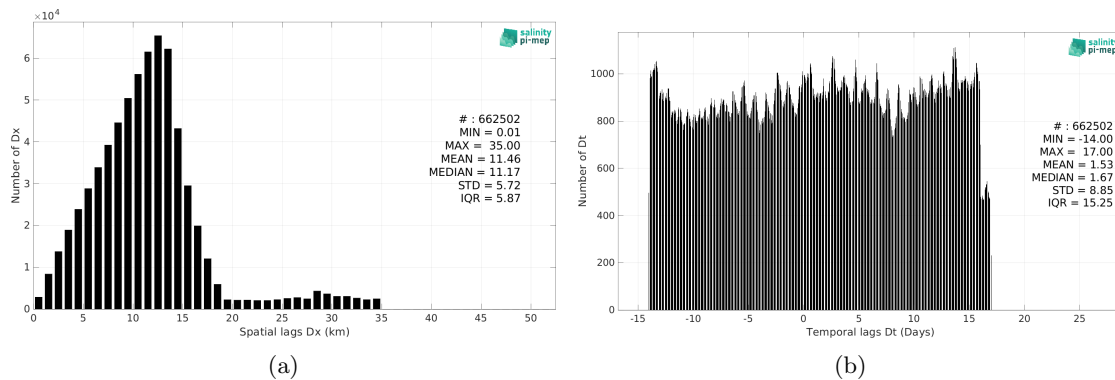 ×10⁴
6
5
4
3
2
1
0
Number of Dx
0 5 10 15 20 25 30 35 40 45 50
Spatial lags Dx (km)
salinity
pi-mep
# : 662502
MIN = 0.01
MAX = 35.00
MEAN = 11.46
MEDIAN = 11.17
STD = 5.72
IQR = 5.87
(a)
1000
800
600
400
200
0
Number of Dt
-15 -10 -5 0 5 10 15 20 25
Temporal lags Dt (Days)
salinity
pi-mep
# : 662502
MIN = -14.00
MAX = 17.00
MEAN = 1.53
MEDIAN = 1.67
STD = 8.85
IQR = 15.25
(b)